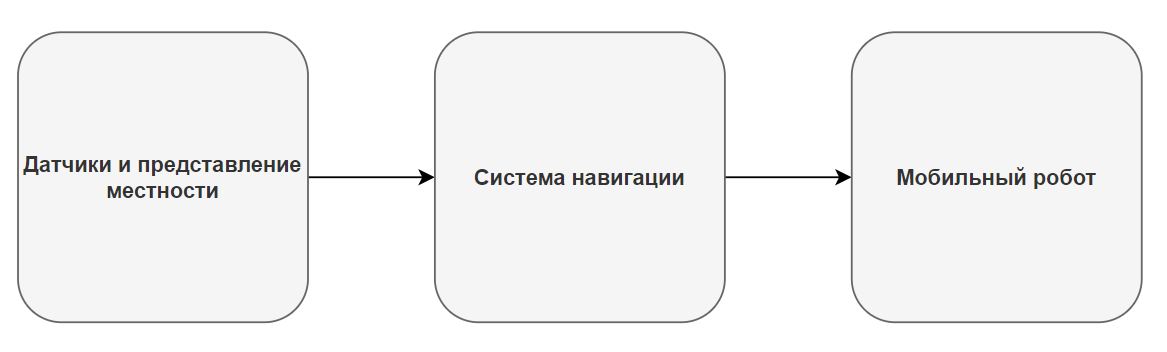 Датчики и представление
местности
Система навигации
Мобильный робот